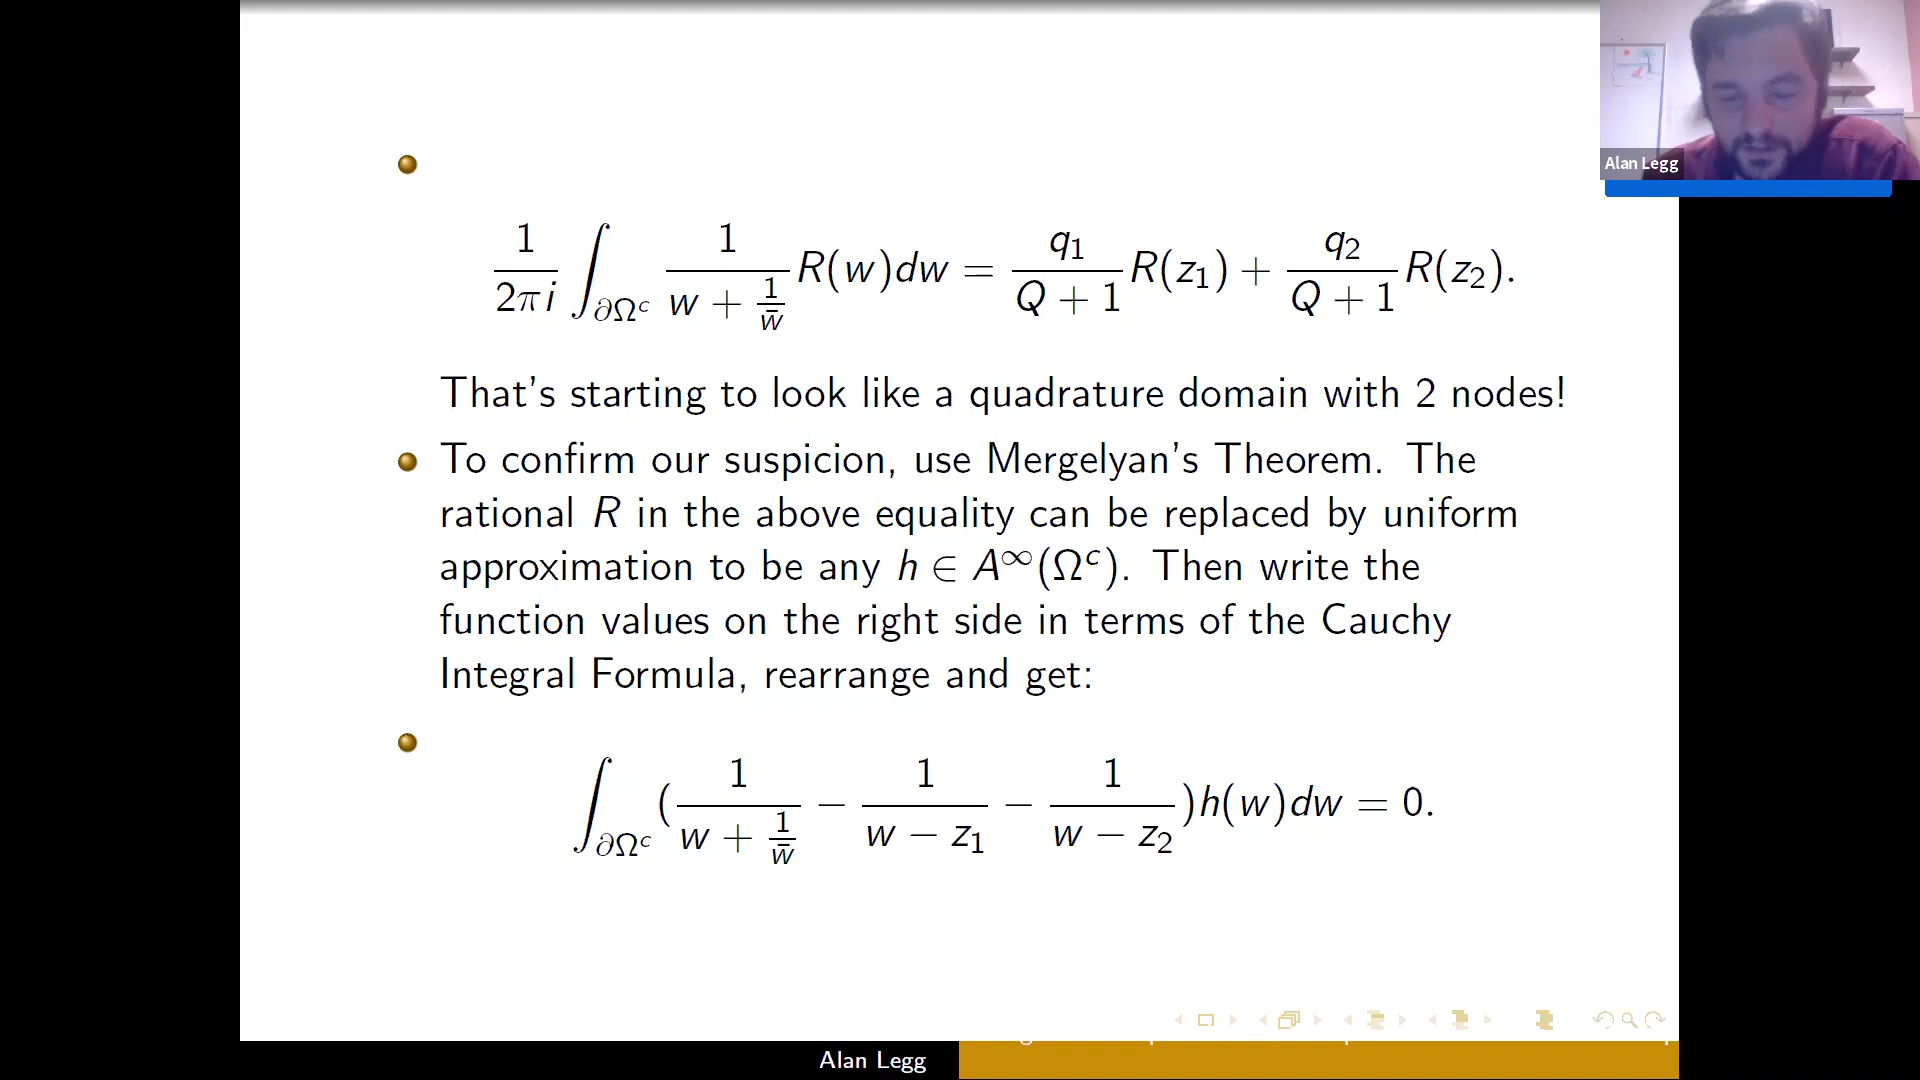 Alan Legg
1/(2πi) ∫_{∂Ω^c} 1/(w + 1/w̄) R(w)dw = q₁/(Q + 1) R(z₁) + q₂/(Q + 1) R(z₂).
That's starting to look like a quadrature domain with 2 nodes!
To confirm our suspicion, use Mergelyan's Theorem. The
rational R in the above equality can be replaced by uniform
approximation to be any h ∈ A^∞(Ω^c). Then write the
function values on the right side in terms of the Cauchy
Integral Formula, rearrange and get:
∫_{∂Ω^c} (1/(w + 1/w̄) − 1/(w − z₁) − 1/(w − z₂))h(w)dw = 0.
Alan Legg